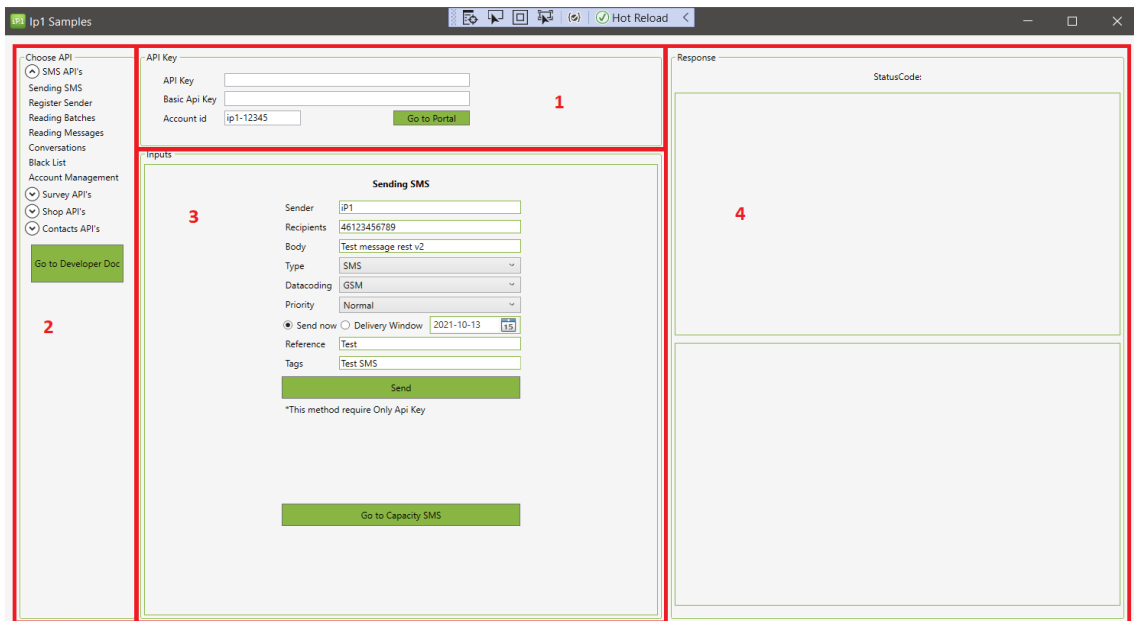 iP1 Ip1 Samples
Hot Reload
Choose API
SMS API's
Sending SMS
Register Sender
Reading Batches
Reading Messages
Conversations
Black List
Account Management
Survey API's
Shop API's
Contacts API's
Go to Developer Doc
2
API Key
API Key
Basic Api Key
Account id ip1-12345 Go to Portal
1
Inputs
Sending SMS
3
Sender iP1
Recipients 46123456789
Body Test message rest v2
Type SMS
Datacoding GSM
Priority Normal
Send now Delivery Window 2021-10-13 15
Reference Test
Tags Test SMS
Send
*This method require Only Api Key
Go to Capacity SMS
Response
StatusCode:
4